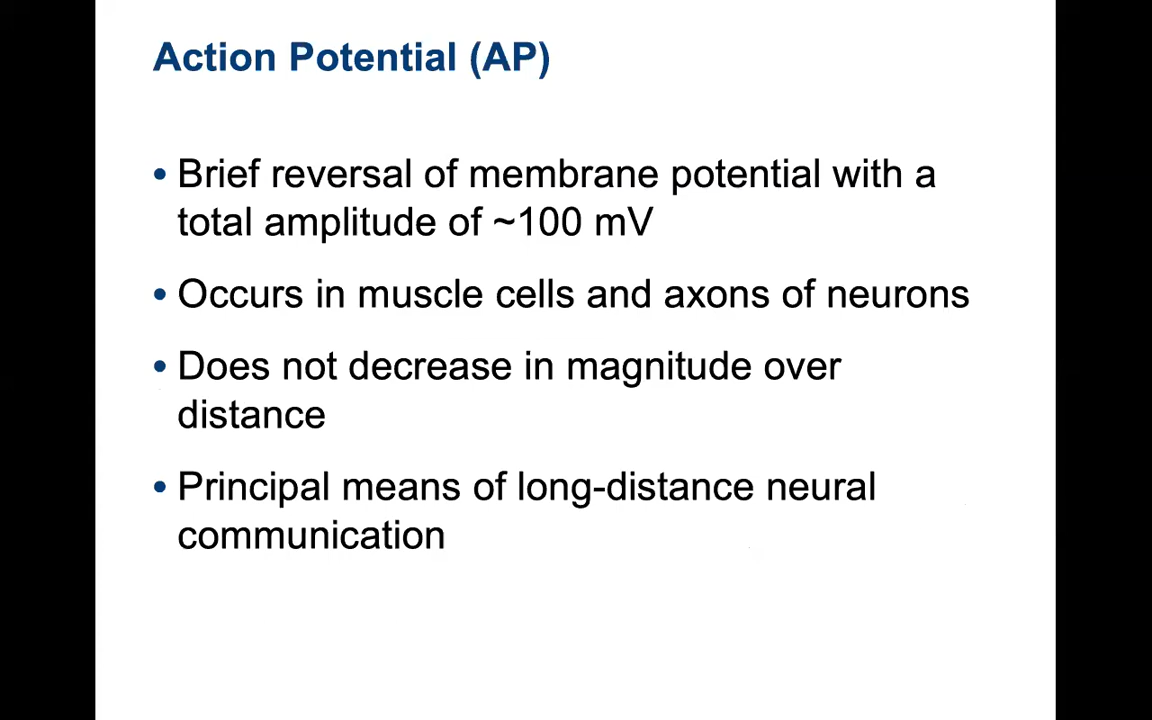 Action Potential (AP)
• Brief reversal of membrane potential with a
total amplitude of ~100 mV
• Occurs in muscle cells and axons of neurons
• Does not decrease in magnitude over
distance
• Principal means of long-distance neural
communication